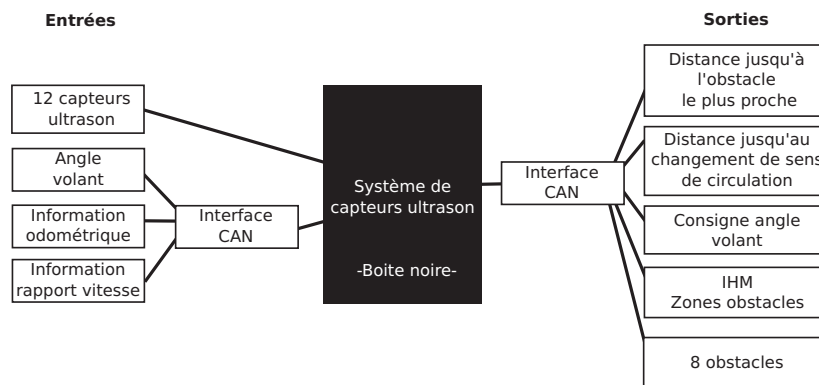 Entrées
12 capteurs
ultrason
Angle
volant
Information
odométrique
Information
rapport vitesse
Interface
CAN
Système de
capteurs ultrason
-Boite noire-
Interface
CAN
Sorties
Distance jusqu'à
l'obstacle
le plus proche
Distance jusqu'au
changement de sens
de circulation
Consigne angle
volant
IHM
Zones obstacles
8 obstacles